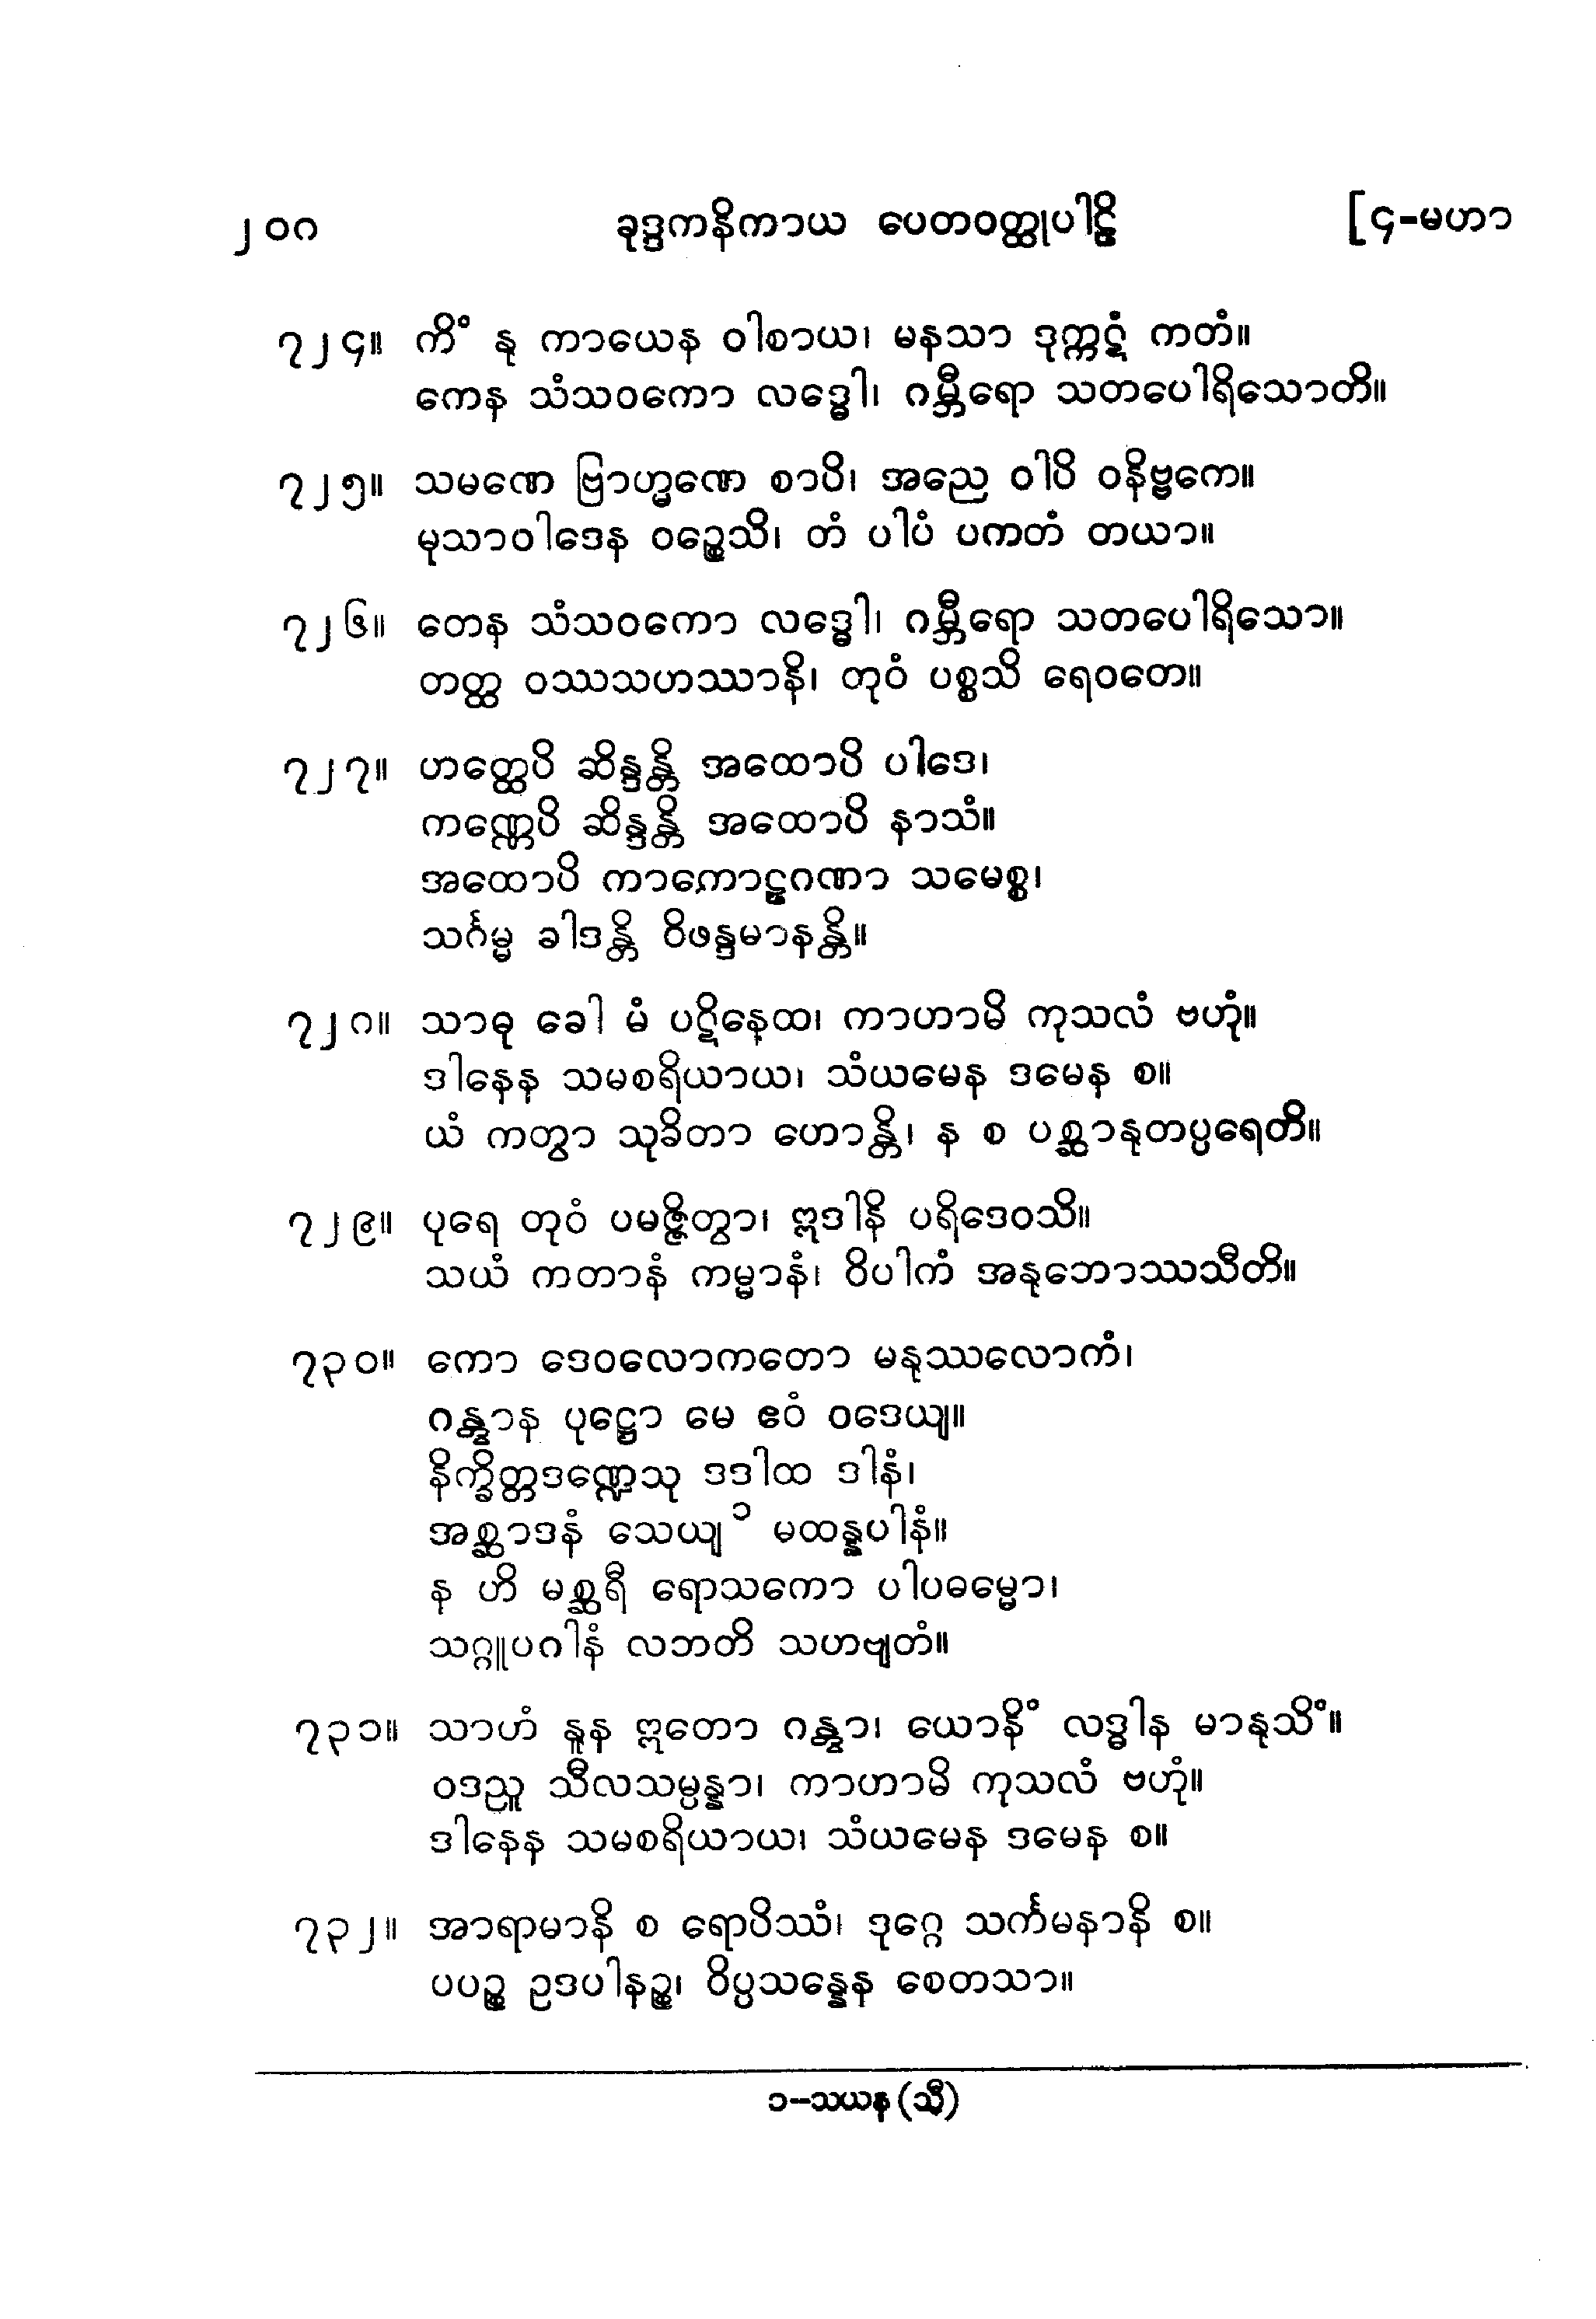 ၂၀၈ ခုဒ္ဒကနိကာယ ပေတဝတ္ထုပါဠိ [၄-မဟာ
၇၂၄။ ကိံ နု ကာယေန ဝါစာယ၊ မနသာ ဒုက္ကဋံ ကတံ။
ကေန သံသဝကော လဒ္ဓေါ၊ ဂမ္ဘီရော သတပေါရိသောတိ။
၇၂၅။ သမဏေ ဗြာဟ္မဏေ စာပိ၊ အညေ ဝါပိ ဝနိဗ္ဗကေ။
မုသာဝါဒေန ဝဉ္စေသိ၊ တံ ပါပံ ပကတံ တယာ။
၇၂၆။ တေန သံသဝကော လဒ္ဓေါ၊ ဂမ္ဘီရော သတပေါရိသော။
တတ္ထ ဝဿသဟဿာနိ၊ တုဝံ ပစ္စသိ ရေဝတေ။
၇၂၇။ ဟတ္ထေပိ ဆိန္ဒန္တိ အထောပိ ပါဒေ၊
ကဏ္ဏေပိ ဆိန္ဒန္တိ အထောပိ နာသံ။
အထောပိ ကာကောဠဂဏာ သမေစ္စ၊
သင်္ဂမ္မ ခါဒန္တိ ဝိဖန္ဒမာနန္တိ။
၇၂၈။ သာဓု ခေါ မံ ပဋိနေထ၊ ကာဟာမိ ကုသလံ ဗဟုံ။
ဒါနေန သမစရိယာယ၊ သံယမေန ဒမေန စ။
ယံ ကတွာ သုခိတာ ဟောန္တိ၊ န စ ပစ္ဆာနုတပ္ပရေတိ။
၇၂၉။ ပုရေ တုဝံ ပမဇ္ဇိတွာ၊ ဣဒါနိ ပရိဒေဝသိ။
သယံ ကတာနံ ကမ္မာနံ၊ ဝိပါကံ အနုဘောဿသီတိ။
၇၃၀။ ကော ဒေဝလောကတော မနုဿလောကံ၊
ဂန္တွာန ပုဋ္ဌော မေ ဧဝံ ဝဒေယျ။
နိက္ခိတ္တဒဏ္ဍေသု ဒဒါထ ဒါနံ၊
အစ္ဆာဒနံ သေယျ ၁ မထန္နပါနံ။
န ဟိ မစ္ဆရီ ရောသကော ပါပဓမ္မော၊
သဂ္ဂူပဂါနံ လဘတိ သဟဗျတံ။
၇၃၁။ သာဟံ နူန ဣတော ဂန္တွာ၊ ယောနိံ လဒ္ဓါန မာနုသိံ။
ဝဒညူ သီလသမ္ပန္နာ၊ ကာဟာမိ ကုသလံ ဗဟုံ။
ဒါနေန သမစရိယာယ၊ သံယမေန ဒမေန စ။
၇၃၂။ အာရာမာနိ စ ရောပိဿံ၊ ဒုဂ္ဂေ သင်္ကမနာနိ စ။
ပပဉ္စ ဥဒပါနဉ္စ၊ ဝိပ္ပသန္နေန စေတသာ။
၁--သယန (သီ)